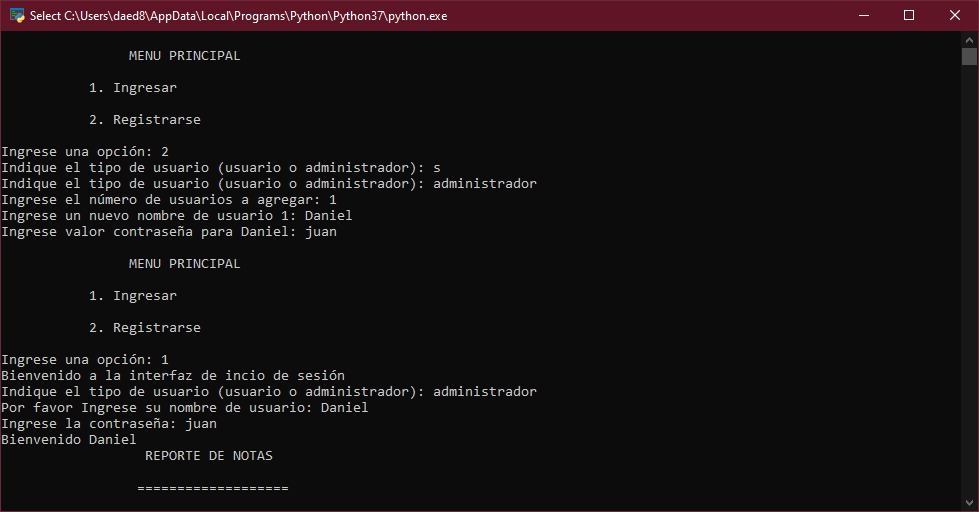 Select C:\Users\daed8\AppData\Local\Programs\Python\Python37\python.exe
MENU PRINCIPAL
1. Ingresar
2. Registrarse
Ingrese una opción: 2
Indique el tipo de usuario (usuario o administrador): s
Indique el tipo de usuario (usuario o administrador): administrador
Ingrese el número de usuarios a agregar: 1
Ingrese un nuevo nombre de usuario 1: Daniel
Ingrese valor contraseña para Daniel: juan
MENU PRINCIPAL
1. Ingresar
2. Registrarse
Ingrese una opción: 1
Bienvenido a la interfaz de incio de sesión
Indique el tipo de usuario (usuario o administrador): administrador
Por favor Ingrese su nombre de usuario: Daniel
Ingrese la contraseña: juan
Bienvenido Daniel
REPORTE DE NOTAS
===================